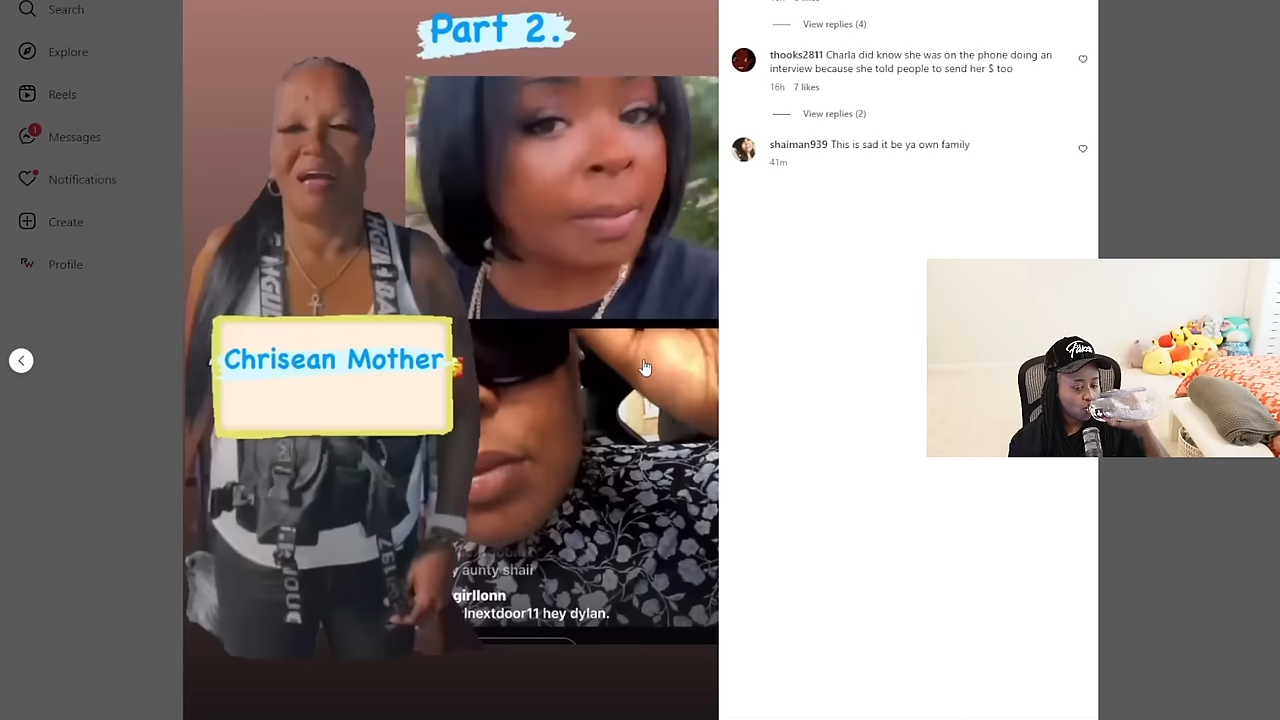 Search
Explore
Reels
1
Messages
Notifications
Create
Profile
Part 2.
Chrisean Mother
aunty shair
girllonn
lnextdoor11 hey dylan.
View replies (4)
thooks2811 Charla did know she was on the phone doing an
interview because she told people to send her $ too
16h 7 likes
View replies (2)
shaiman939 This is sad it be ya own family
41m